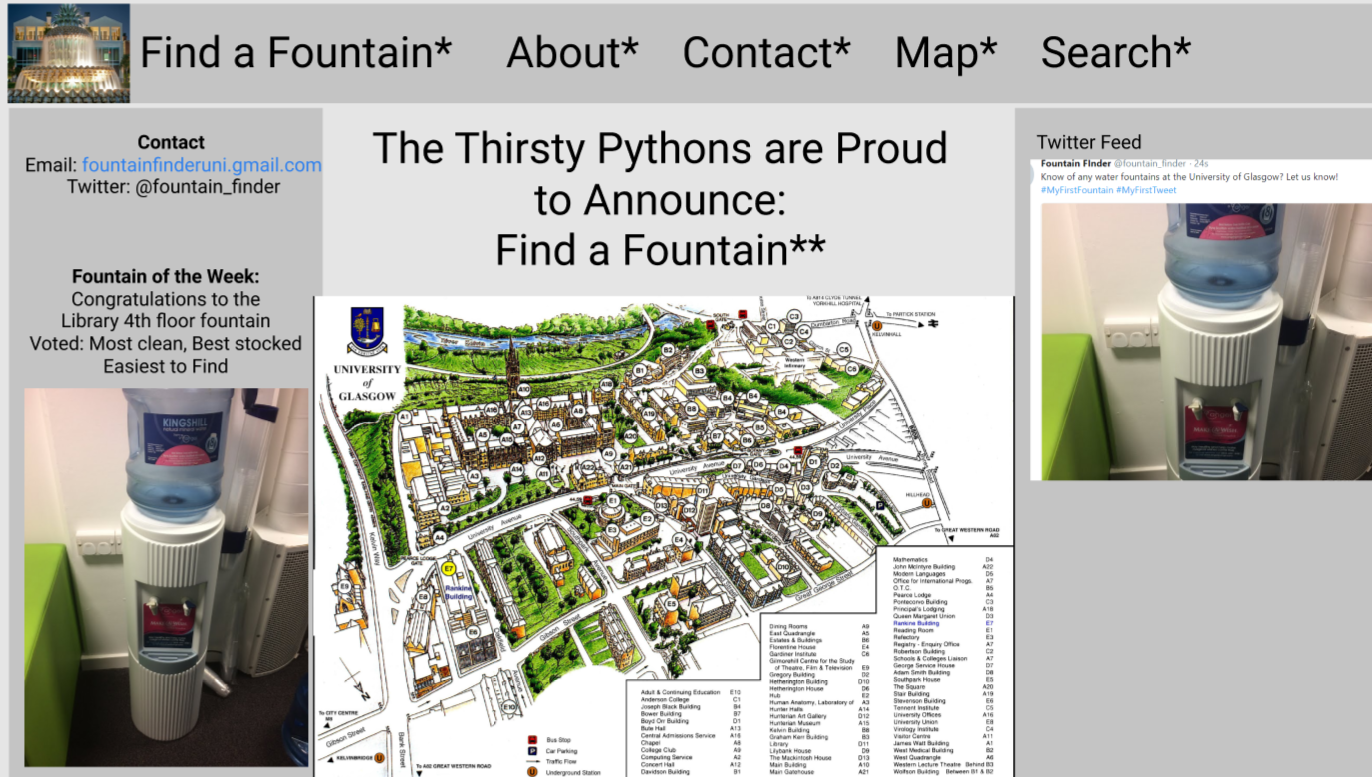 Find a Fountain* About* Contact* Map* Search*
Contact
Email: fountainfinderuni.gmail.com
Twitter: @fountain_finder
Fountain of the Week:
Congratulations to the
Library 4th floor fountain
Voted: Most clean, Best stocked
Easiest to Find
KINGSHILL
The Thirsty Pythons are Proud
to Announce:
Find a Fountain**
UNIVERSITY
of
GLASGOW
To A814 CLYDE TUNNEL
YORKHILL HOSPITAL
To PARTICK STATION
SOUTH
GATE
Dumbarton Road
KELVINHALL
Western
Infirmary
University Avenue
University Avenue
MAIN GATE
University Avenue
HILLHEAD
To GREAT WESTERN ROAD
A82
Kelvin Way
PEARCE LODGE
GATE
E7
Rankine
Building
Great George Street
Gibson Street
To CITY CENTRE
M8
Gibson Street
KELVINBRIDGE
Bank Street
To A82 GREAT WESTERN ROAD
Bus Stop
Car Parking
Traffic Flow
Underground Station
Adult & Continuing Education E10
Anderson College C1
Joseph Black Building B4
Bower Building B7
Boyd Orr Building D1
Bute Hall A13
Central Admissions Service A16
Chapel A8
College Club A9
Computing Service A2
Concert Hall A12
Davidson Building B1
Dining Rooms A9
East Quadrangle A5
Estates & Buildings B6
Florentine House E4
Gardiner Institute C6
Gilmorehill Centre for the Study
of Theatre, Film & Television E9
Gregory Building D2
Hetherington Building D10
Hetherington House D6
Hub E2
Human Anatomy, Laboratory of A3
Hunter Halls A14
Hunterian Art Gallery D12
Hunterian Museum A15
Kelvin Building B8
Graham Kerr Building B3
Library D11
Lilybank House D9
The Mackintosh House D13
Main Building A10
Main Gatehouse A21
Mathematics D4
John McIntyre Building A22
Modern Languages D5
Office for International Progs. A7
O.T.C. B5
Pearce Lodge A4
Pontecorvo Building C3
Principal's Lodging A18
Queen Margaret Union D3
Rankine Building E7
Reading Room E1
Refectory E3
Registry - Enquiry Office A7
Robertson Building C2
Schools & Colleges Liaison A7
George Service House D7
Adam Smith Building D8
Southpark House E5
The Square A20
Stair Building A19
Stevenson Building E6
Tennent Institute C5
University Offices A16
University Union E8
Virology Institute C4
Visitor Centre A11
James Watt Building A1
West Medical Building B2
West Quadrangle A6
Western Lecture Theatre Behind B3
Wolfson Building Between B1 & B2
Twitter Feed
Fountain FInder @fountain_finder · 24s
Know of any water fountains at the University of Glasgow? Let us know!
#MyFirstFountain #MyFirstTweet